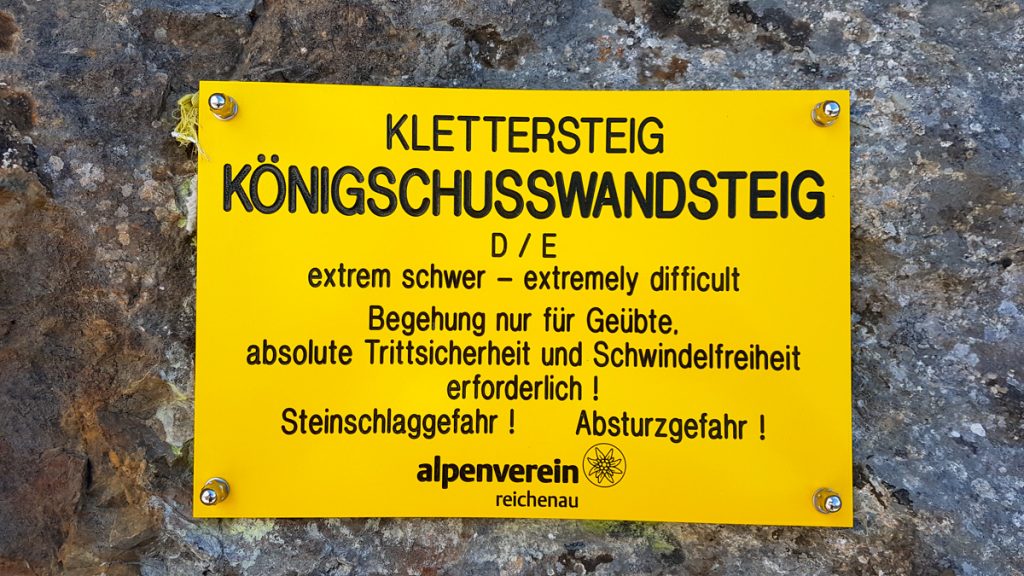 KLETTERSTEIG
KÖNIGSCHUSSWANDSTEIG
D / E
extrem schwer – extremely difficult
Begehung nur für Geübte,
absolute Trittsicherheit und Schwindelfreiheit
erforderlich !
Steinschlaggefahr ! Absturzgefahr !
alpenverein
reichenau